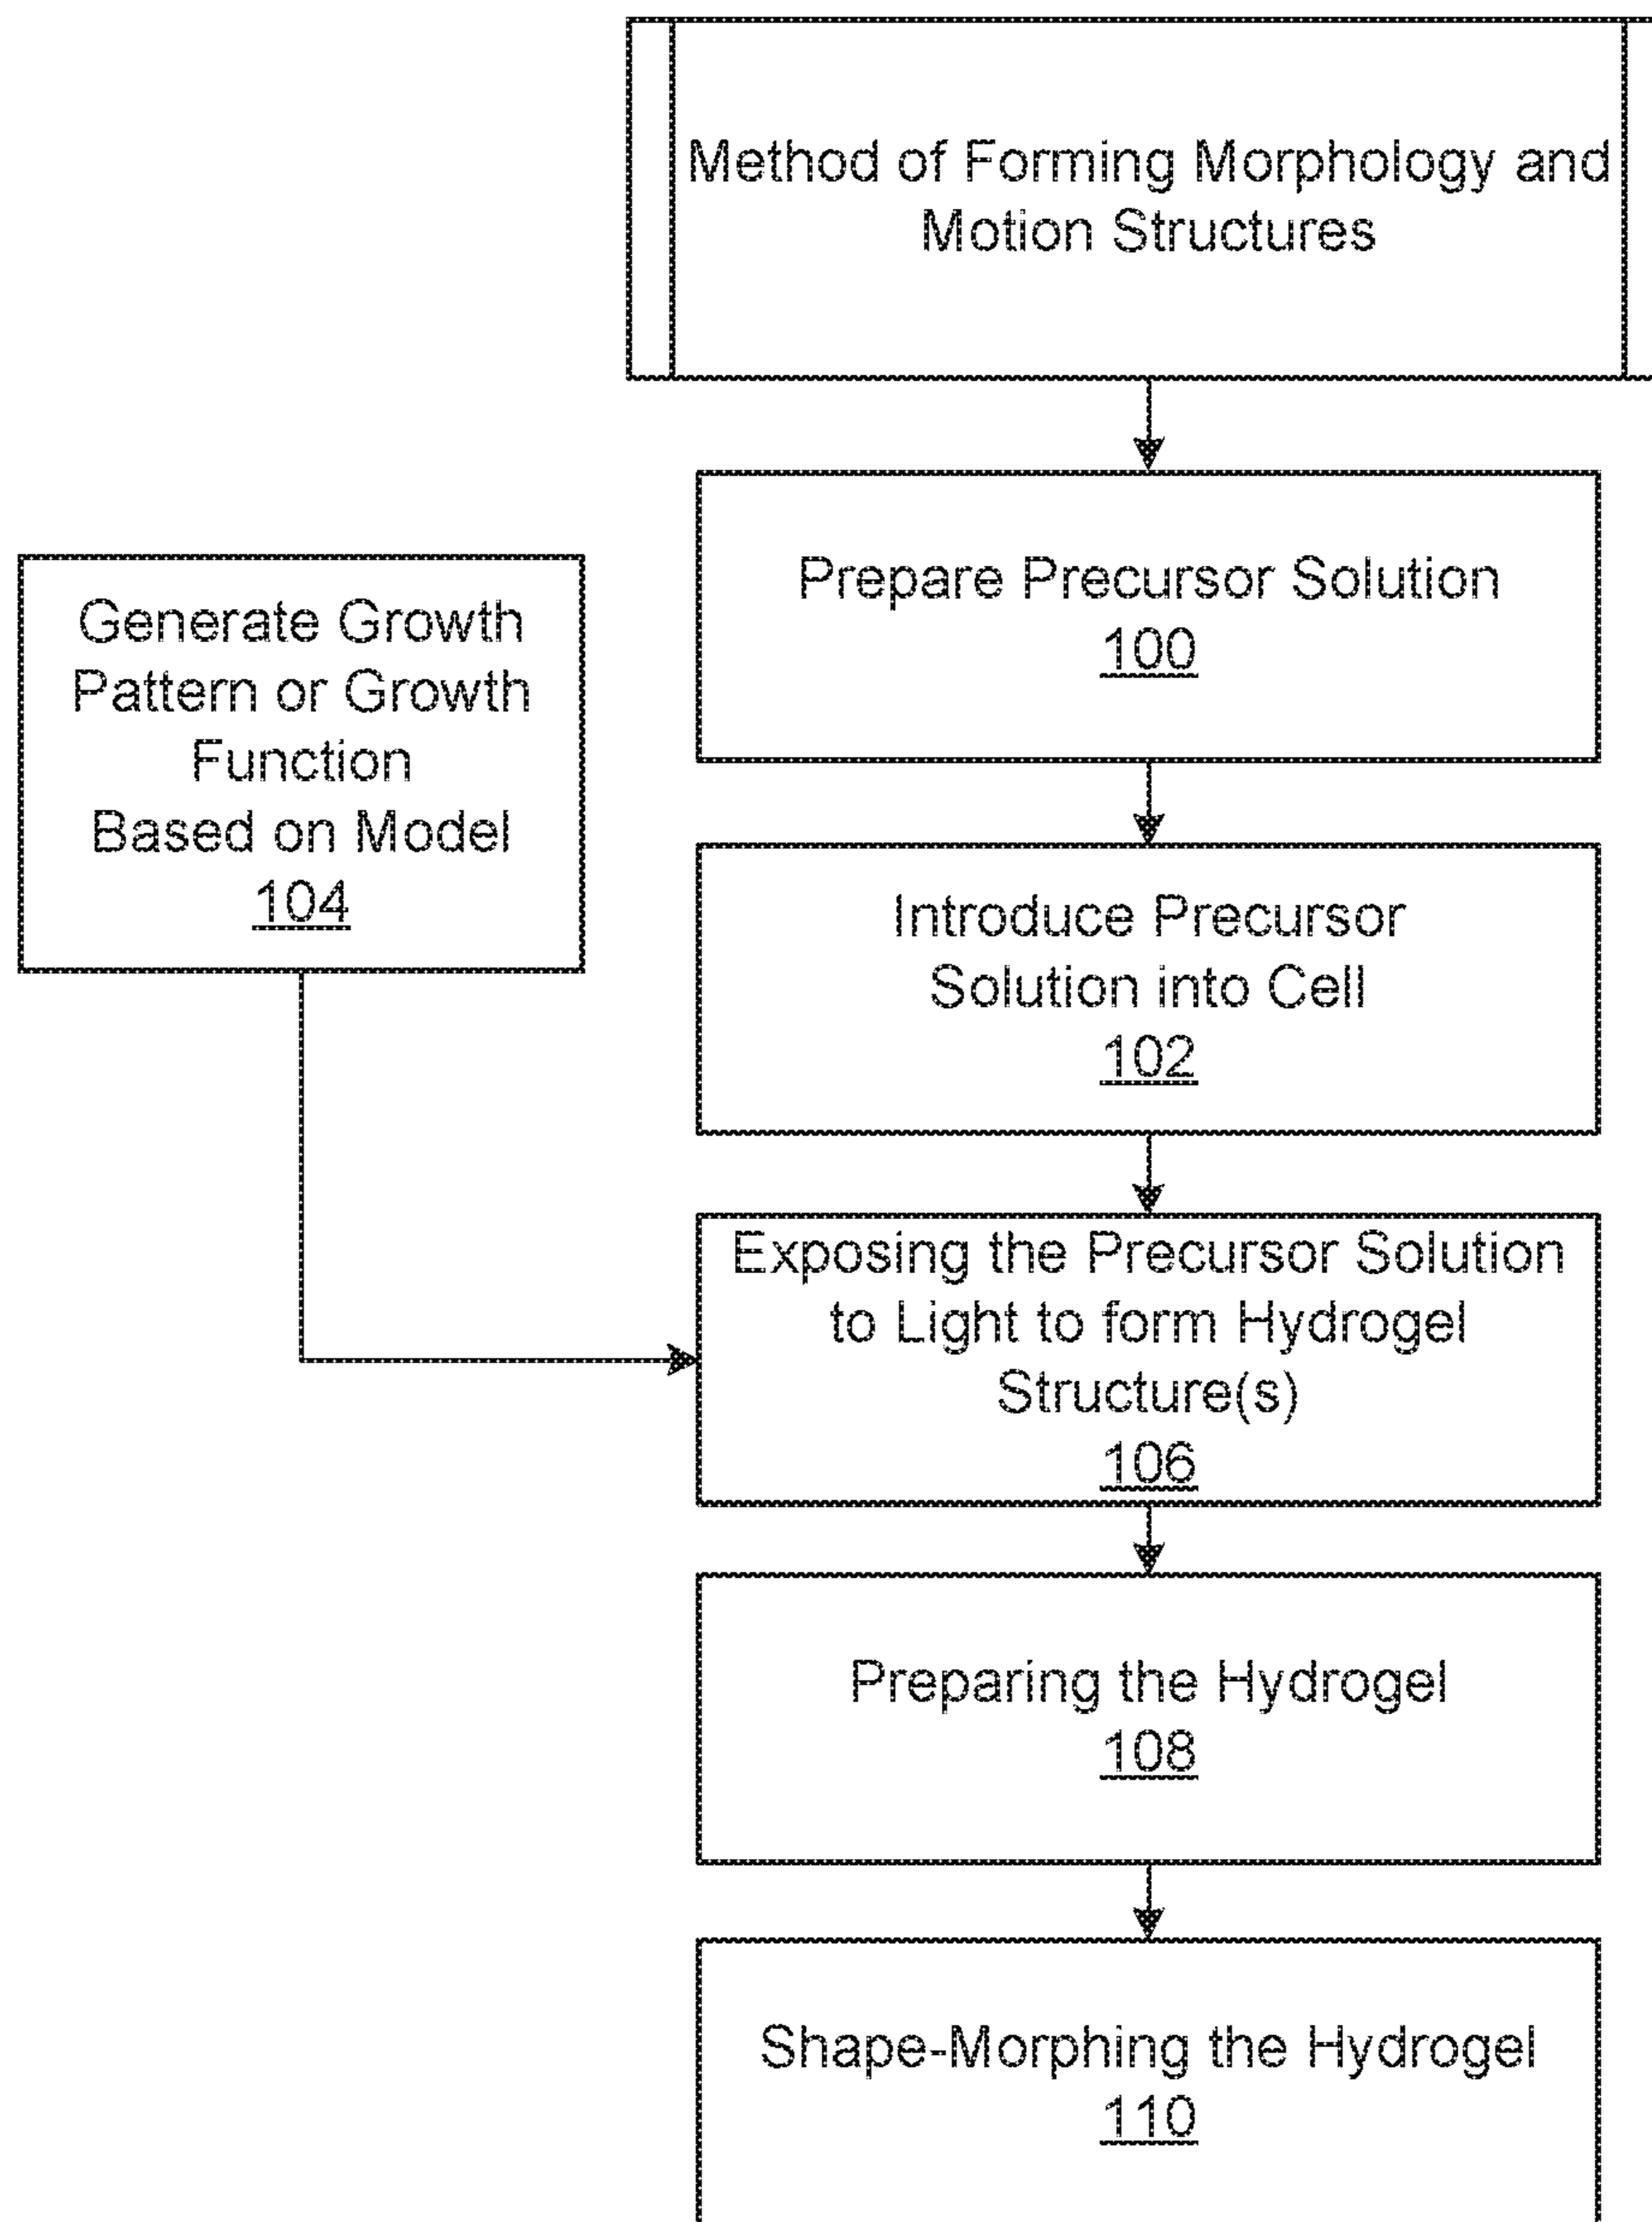 Method of Forming Morphology and
Motion Structures
Prepare Precursor Solution
100
Generate Growth
Pattern or Growth
Function
Based on Model
104
Introduce Precursor
Solution into Cell
102
Exposing the Precursor Solution
to Light to form Hydrogel
Structure(s)
106
Preparing the Hydrogel
108
Shape-Morphing the Hydrogel
110